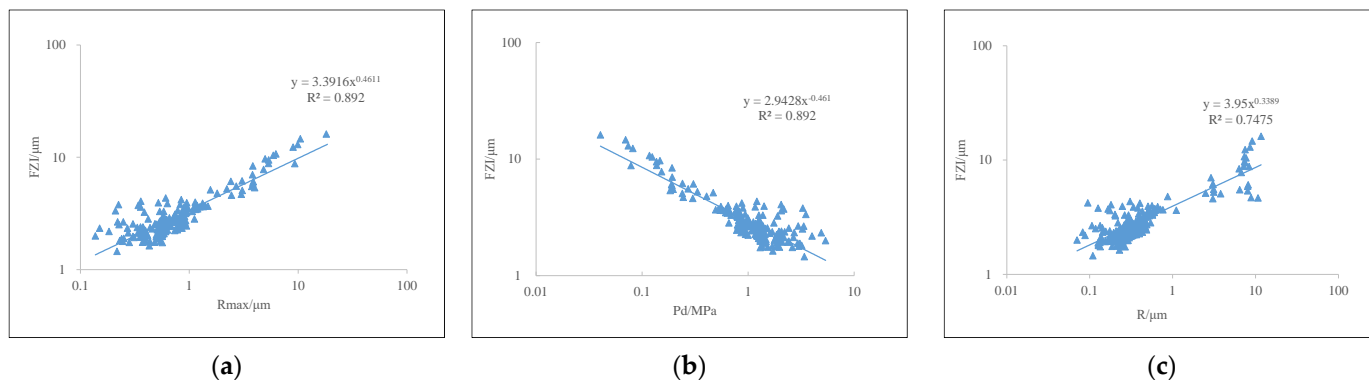 100
10
1
0.1
1
10
100
FZI/μm
Rmax/μm
y = 3.3916x^0.4611
R² = 0.892
(a)
100
10
1
0.01
0.1
1
10
FZI/μm
Pd/MPa
y = 2.9428x^-0.461
R² = 0.892
(b)
100
10
1
0.01
0.1
1
10
100
FZI/μm
R/μm
y = 3.95x^0.3389
R² = 0.7475
(c)